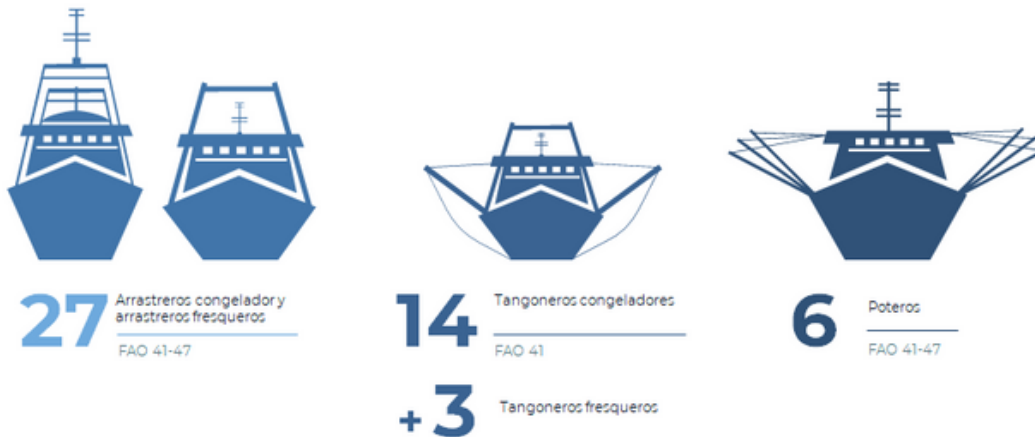 27
Arrastreros congelador y
arrastreros fresqueros
FAO 41-47
14
Tangoneros congeladores
FAO 41
+3
Tangoneros fresqueros
6
Poteros
FAO 41-47